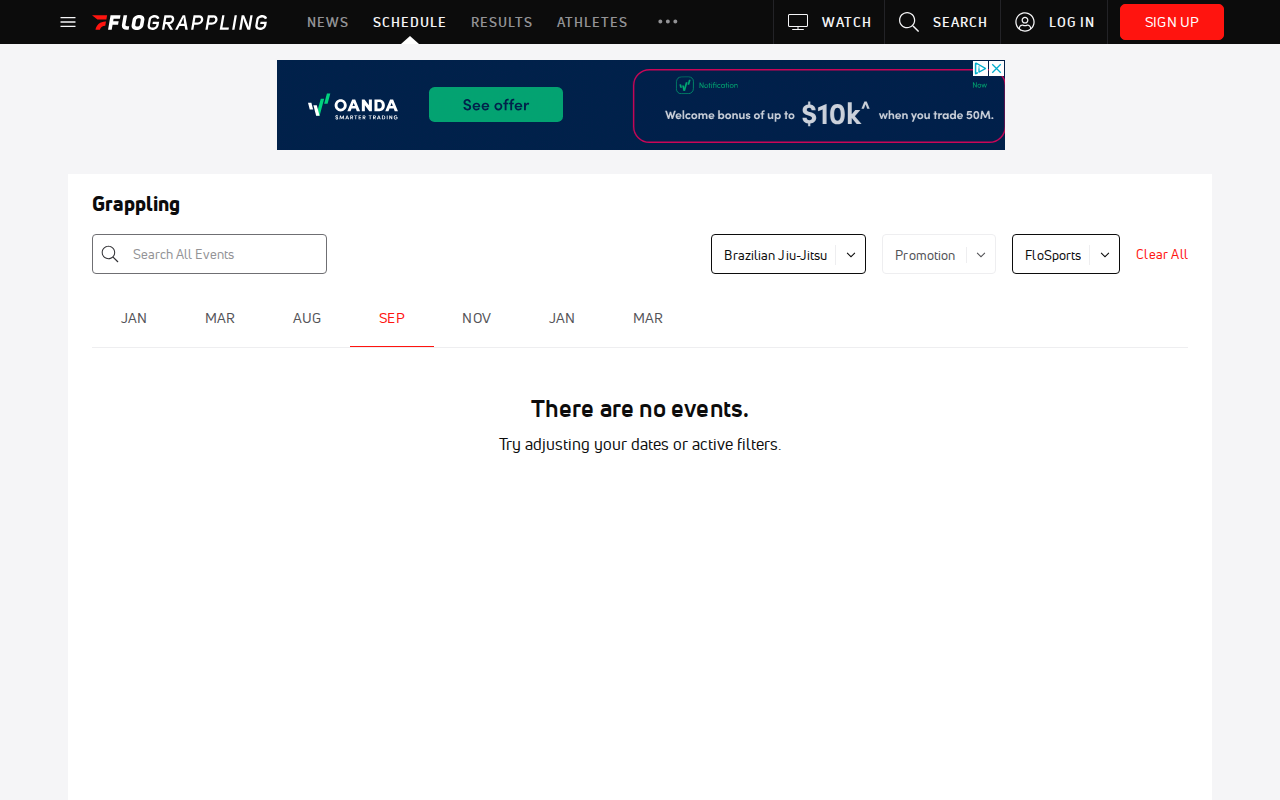 FLOGRAPPLING NEWS SCHEDULE RESULTS ATHLETES WATCH SEARCH LOG IN SIGN UP
OANDA
SMARTER TRADING
See offer
Notification Now
Welcome bonus of up to $10k^ when you trade 50M.
Grappling
Search All Events Brazilian Jiu-Jitsu Promotion FloSports Clear All
JAN MAR AUG SEP NOV JAN MAR
There are no events.
Try adjusting your dates or active filters.